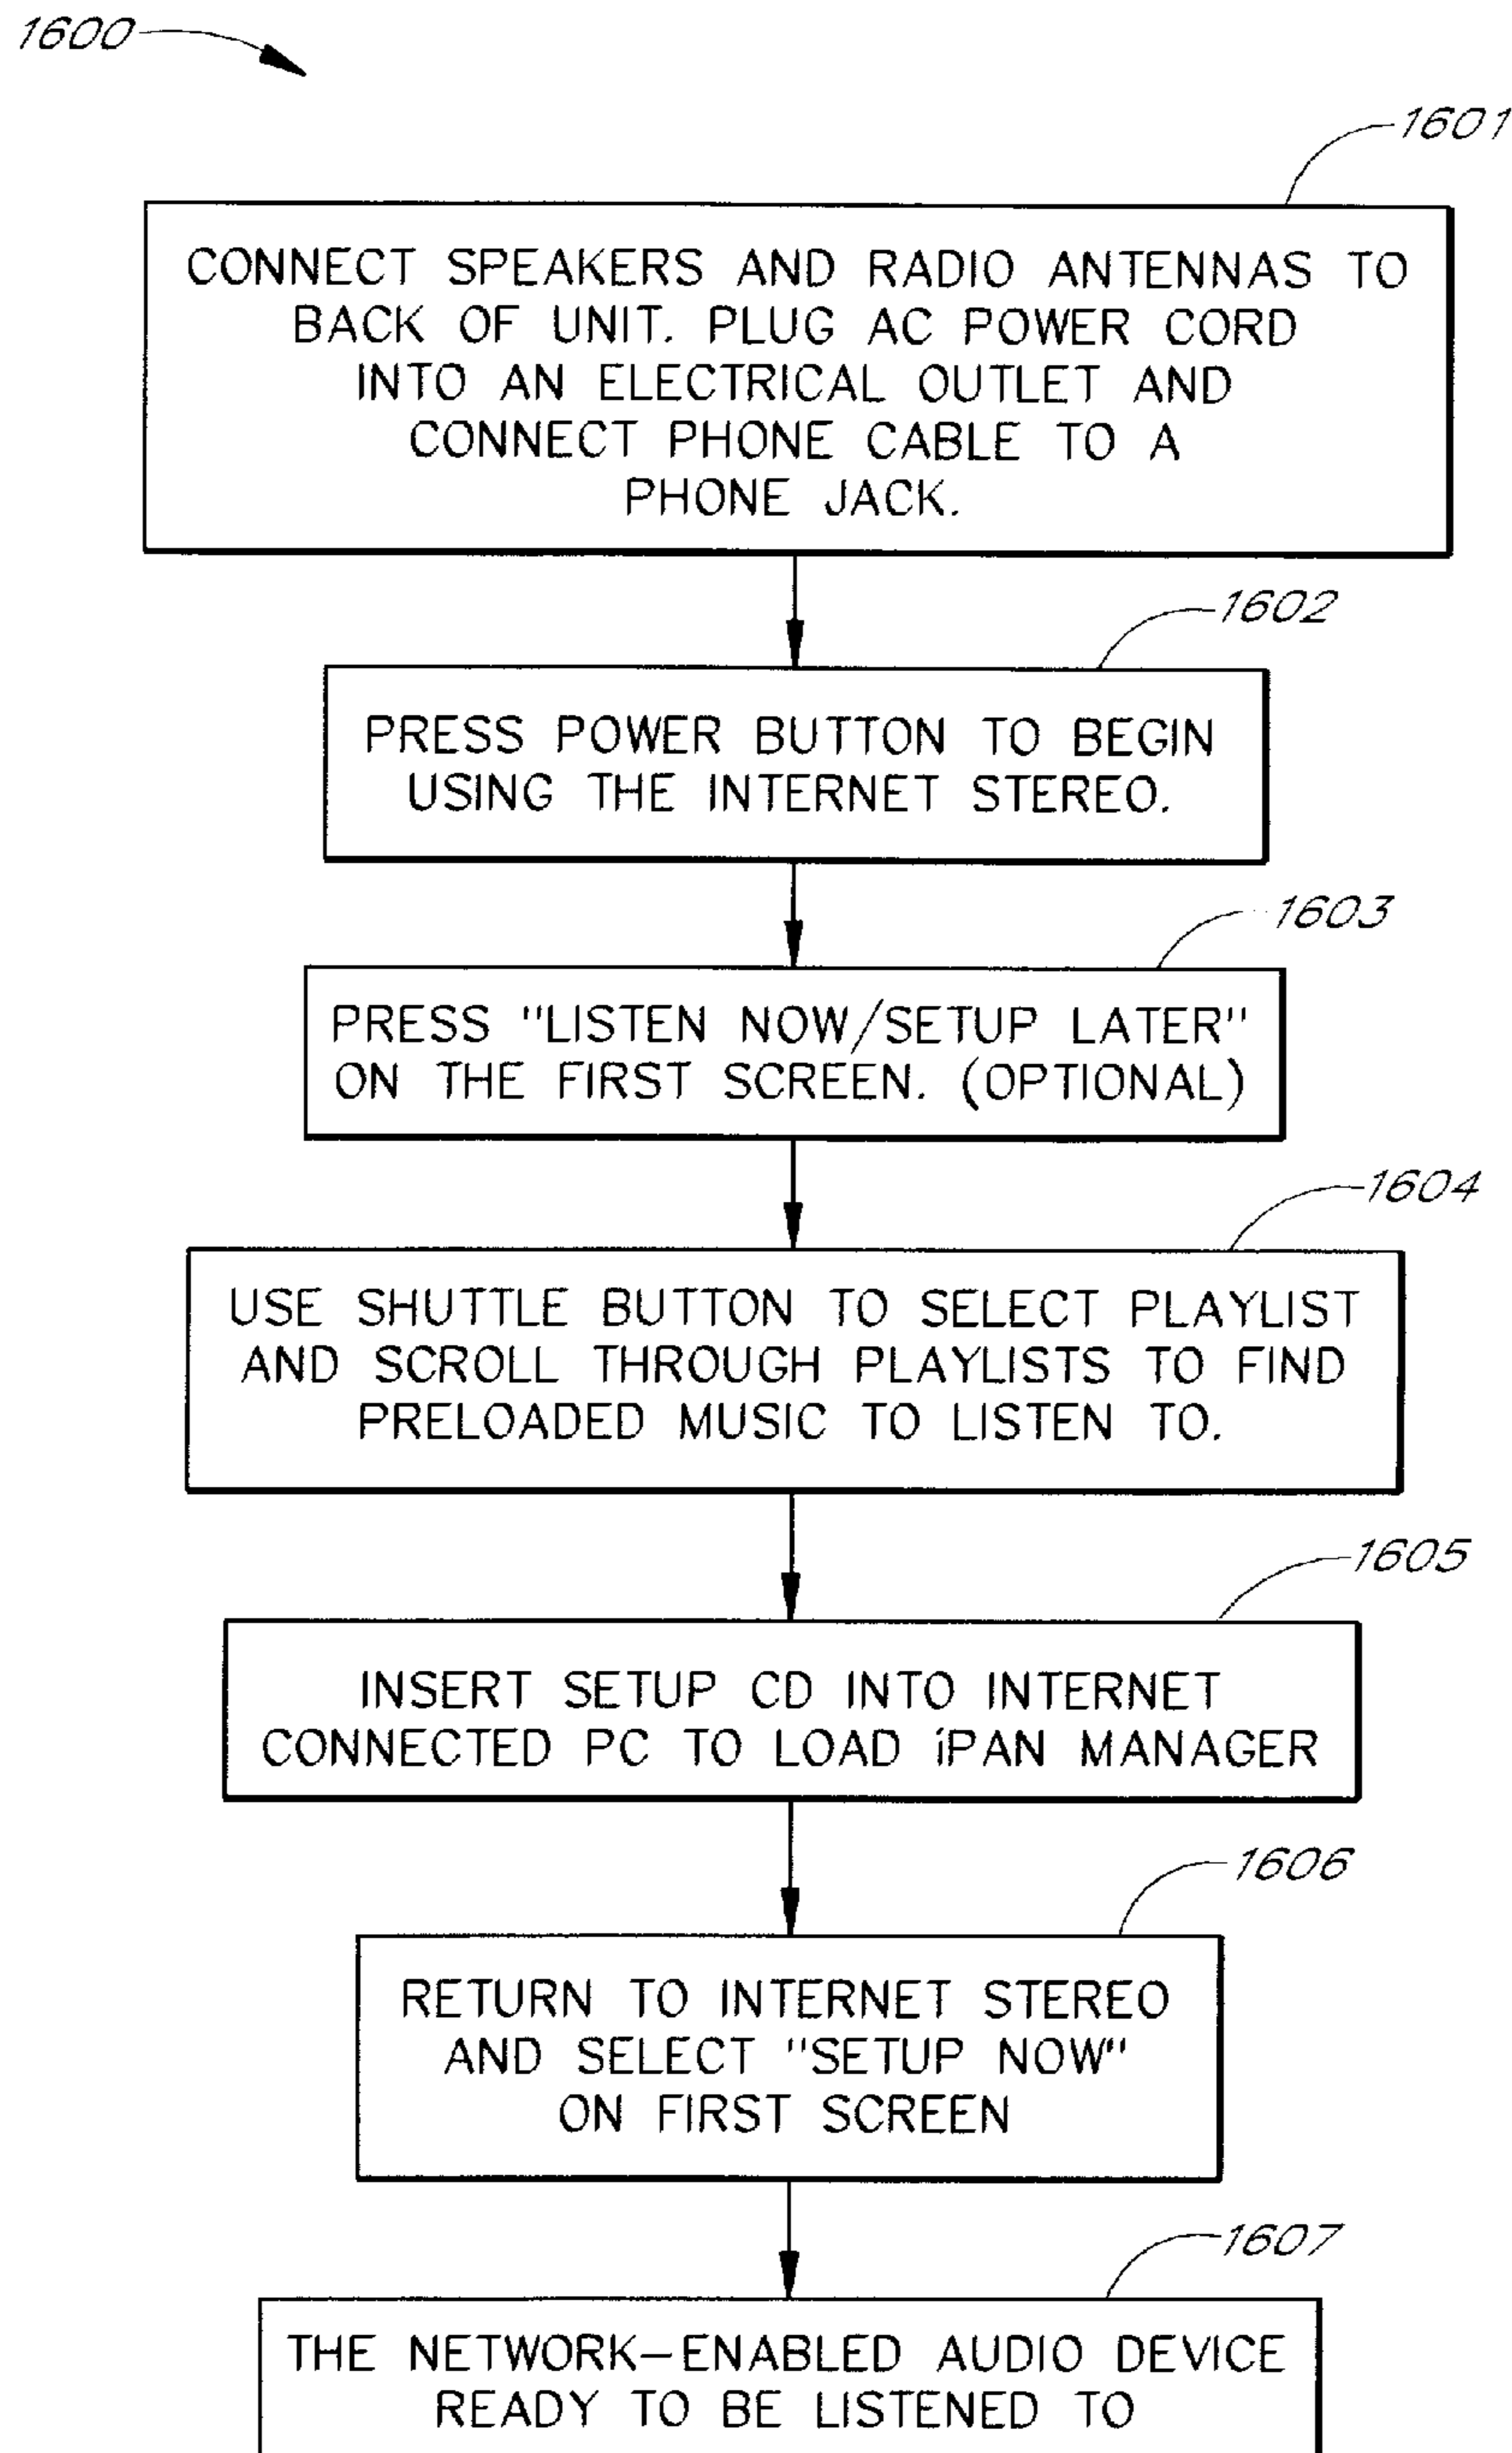 1600
1601
CONNECT SPEAKERS AND RADIO ANTENNAS TO
BACK OF UNIT. PLUG AC POWER CORD
INTO AN ELECTRICAL OUTLET AND
CONNECT PHONE CABLE TO A
PHONE JACK.
1602
PRESS POWER BUTTON TO BEGIN
USING THE INTERNET STEREO.
1603
PRESS "LISTEN NOW/SETUP LATER"
ON THE FIRST SCREEN. (OPTIONAL)
1604
USE SHUTTLE BUTTON TO SELECT PLAYLIST
AND SCROLL THROUGH PLAYLISTS TO FIND
PRELOADED MUSIC TO LISTEN TO.
1605
INSERT SETUP CD INTO INTERNET
CONNECTED PC TO LOAD iPAN MANAGER
1606
RETURN TO INTERNET STEREO
AND SELECT "SETUP NOW"
ON FIRST SCREEN
1607
THE NETWORK-ENABLED AUDIO DEVICE
READY TO BE LISTENED TO